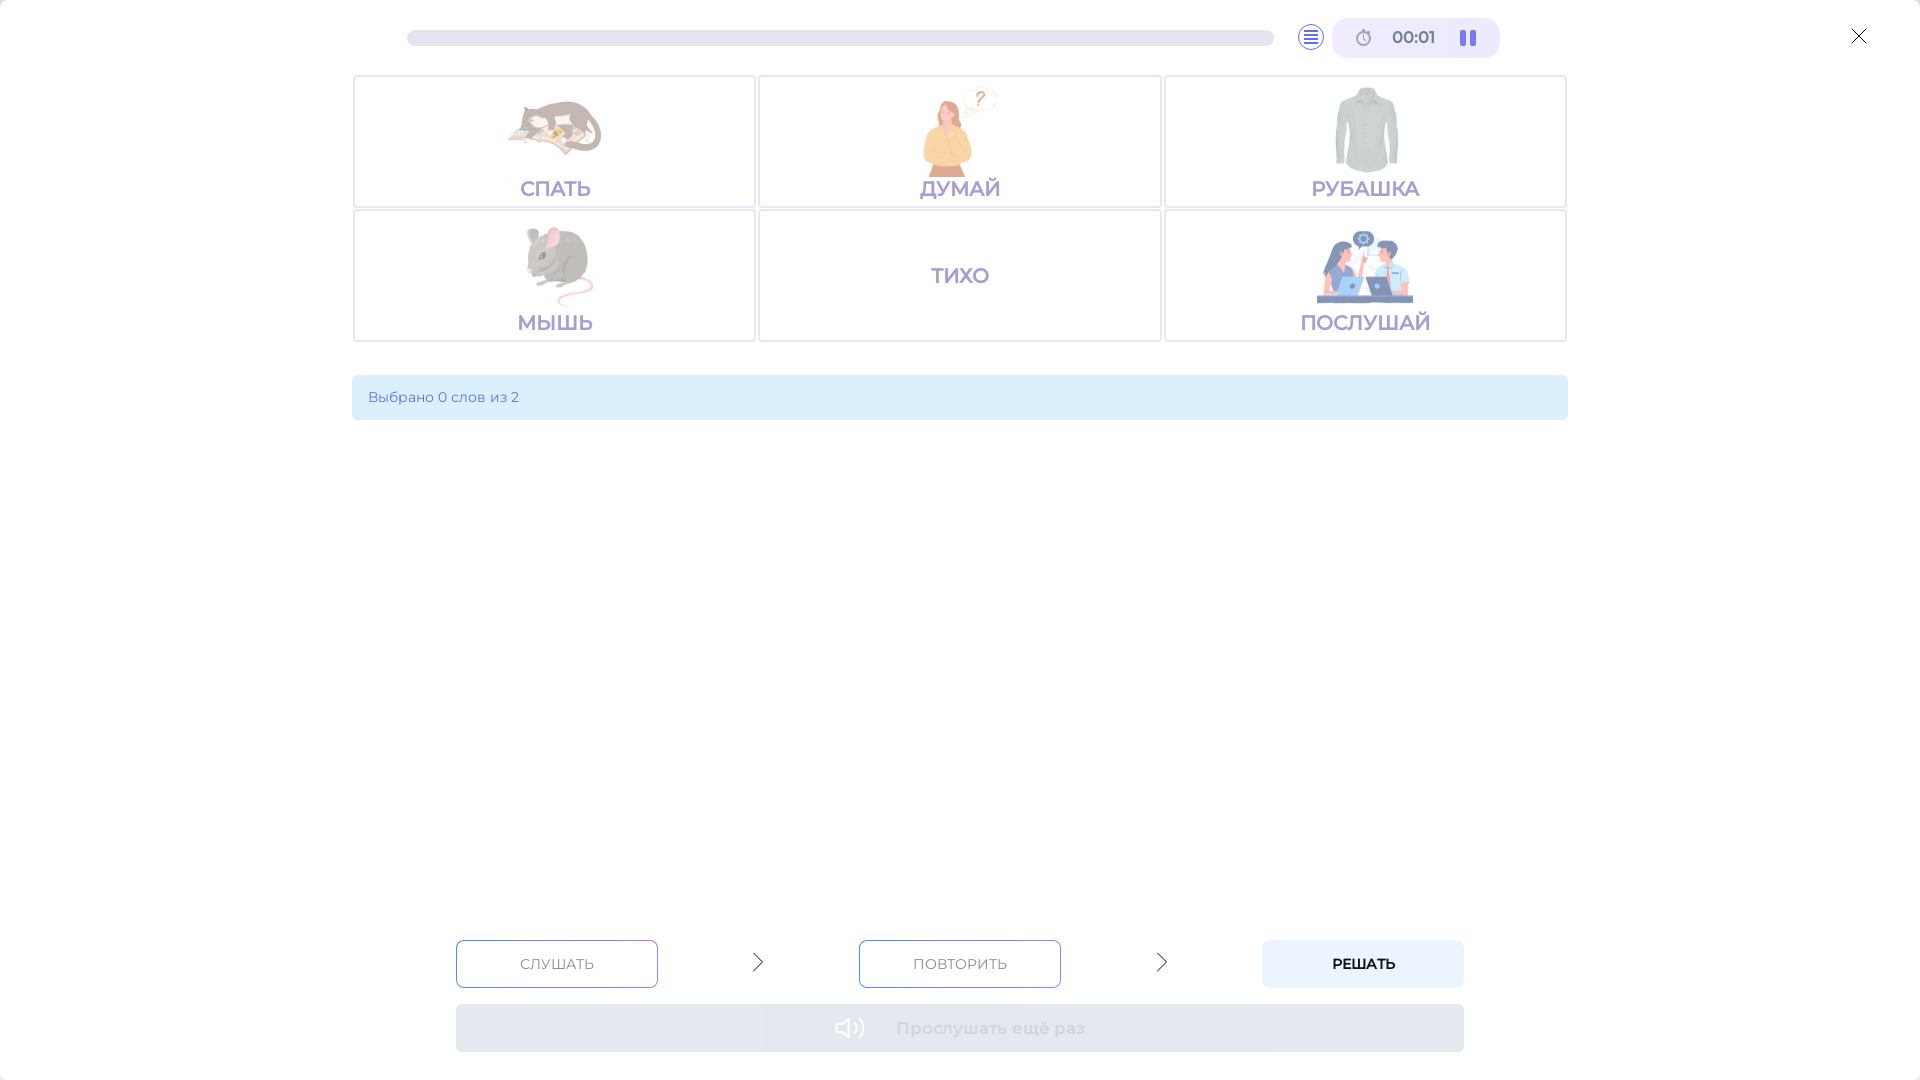 00:01
?
СПАТЬ
ДУМАЙ
РУБАШКА
МЫШЬ
ТИХО
ПОСЛУШАЙ
Выбрано 0 слов из 2
СЛУШАТЬ
ПОВТОРИТЬ
РЕШАТЬ
Прослушать ещё раз